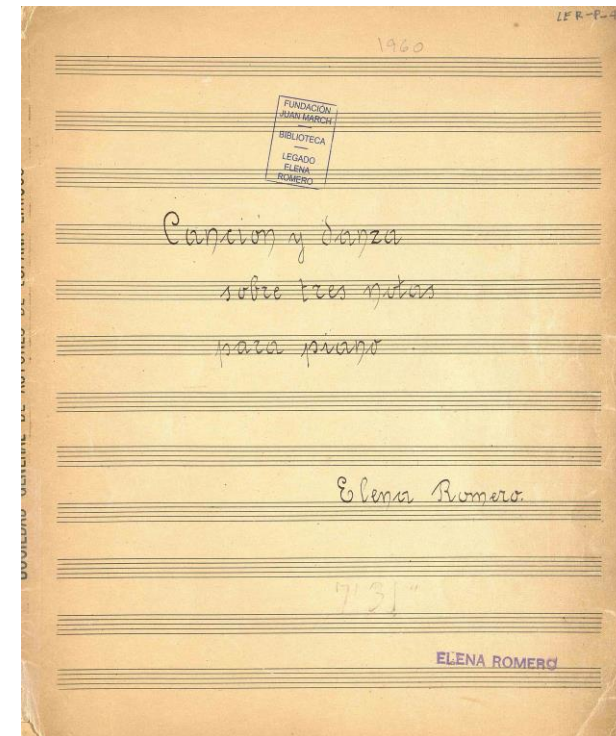 LER-P-4
1960
FUNDACIÓN
JUAN MARCH
BIBLIOTECA
LEGADO
ELENA
ROMERO
Canción y danza
sobre tres notas
para piano.
Elena Romero.
7'31"
ELENA ROMERO
SOCIEDAD GENERAL DE AUTORES DE ESPAÑA